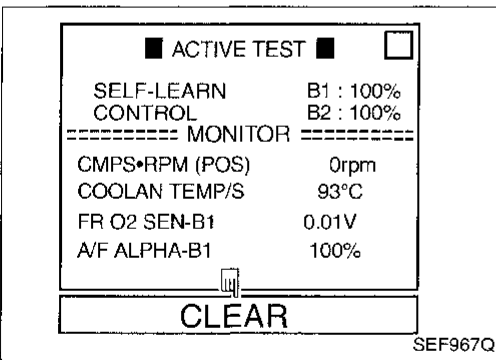 ■ ACTIVE TEST ■
SELF-LEARN B1 : 100%
CONTROL B2 : 100%
========= MONITOR =========
CMPS•RPM (POS) 0rpm
COOLAN TEMP/S 93°C
FR O2 SEN-B1 0.01V
A/F ALPHA-B1 100%
CLEAR
SEF967Q